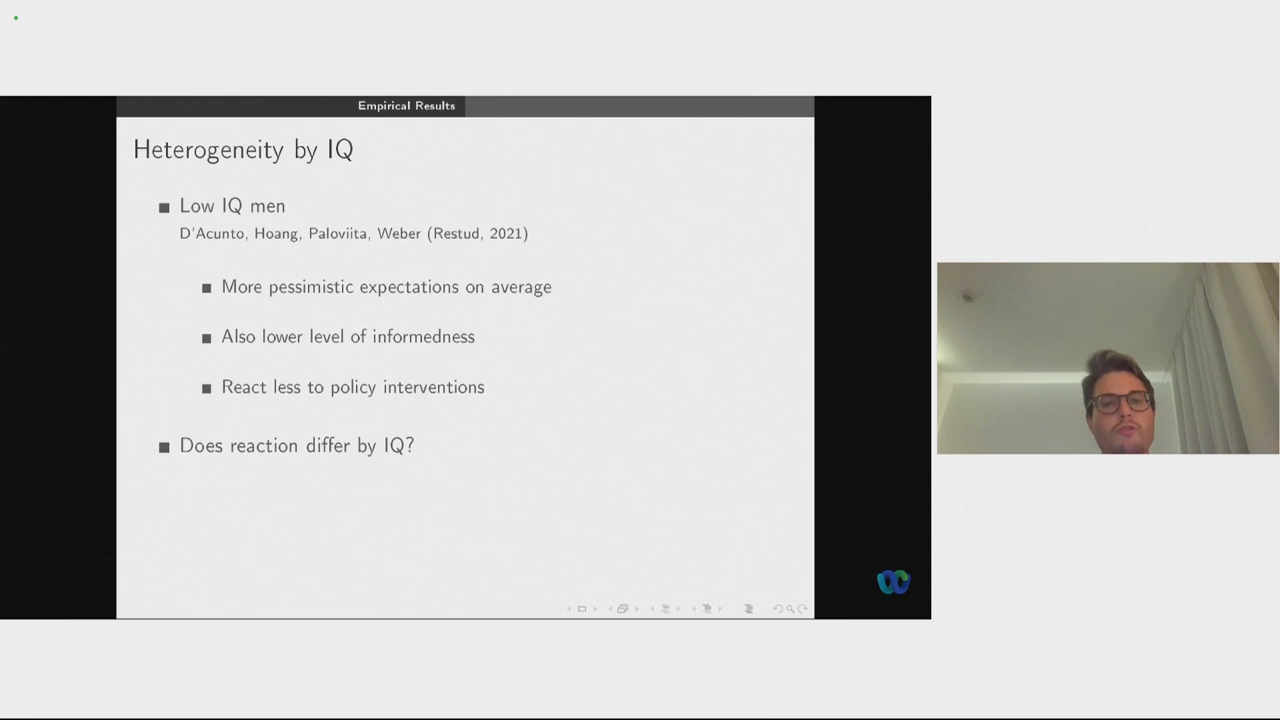 Empirical Results
Heterogeneity by IQ
Low IQ men
D'Acunto, Hoang, Paloviita, Weber (Restud, 2021)
More pessimistic expectations on average
Also lower level of informedness
React less to policy interventions
Does reaction differ by IQ?